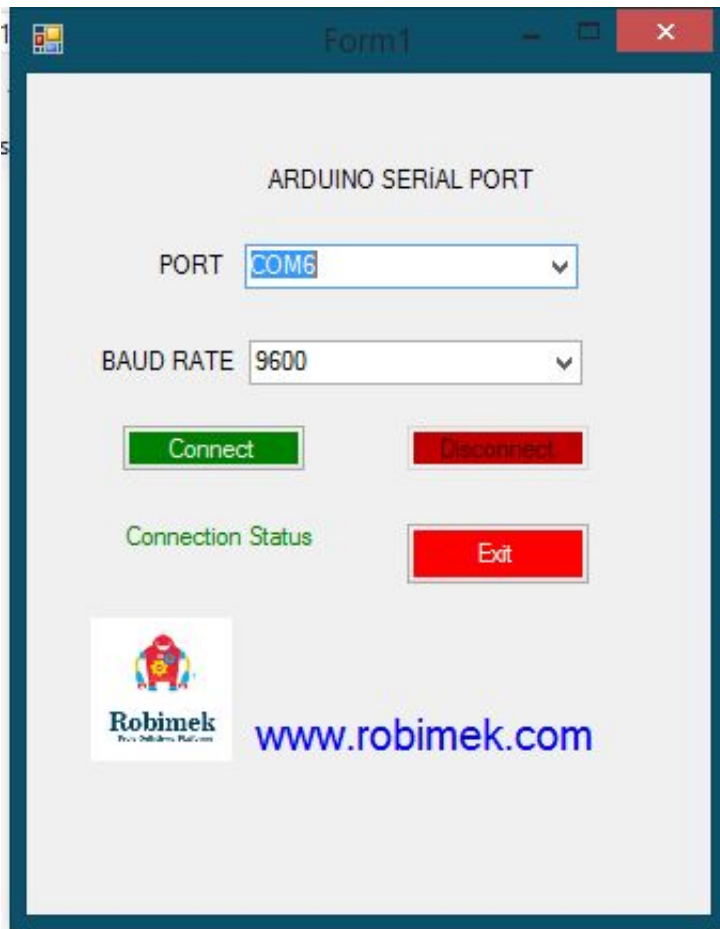 Form1
ARDUINO SERİAL PORT
PORT COM6
BAUD RATE 9600
Connect Disconnect
Connection Status Exit
Robimek
www.robimek.com